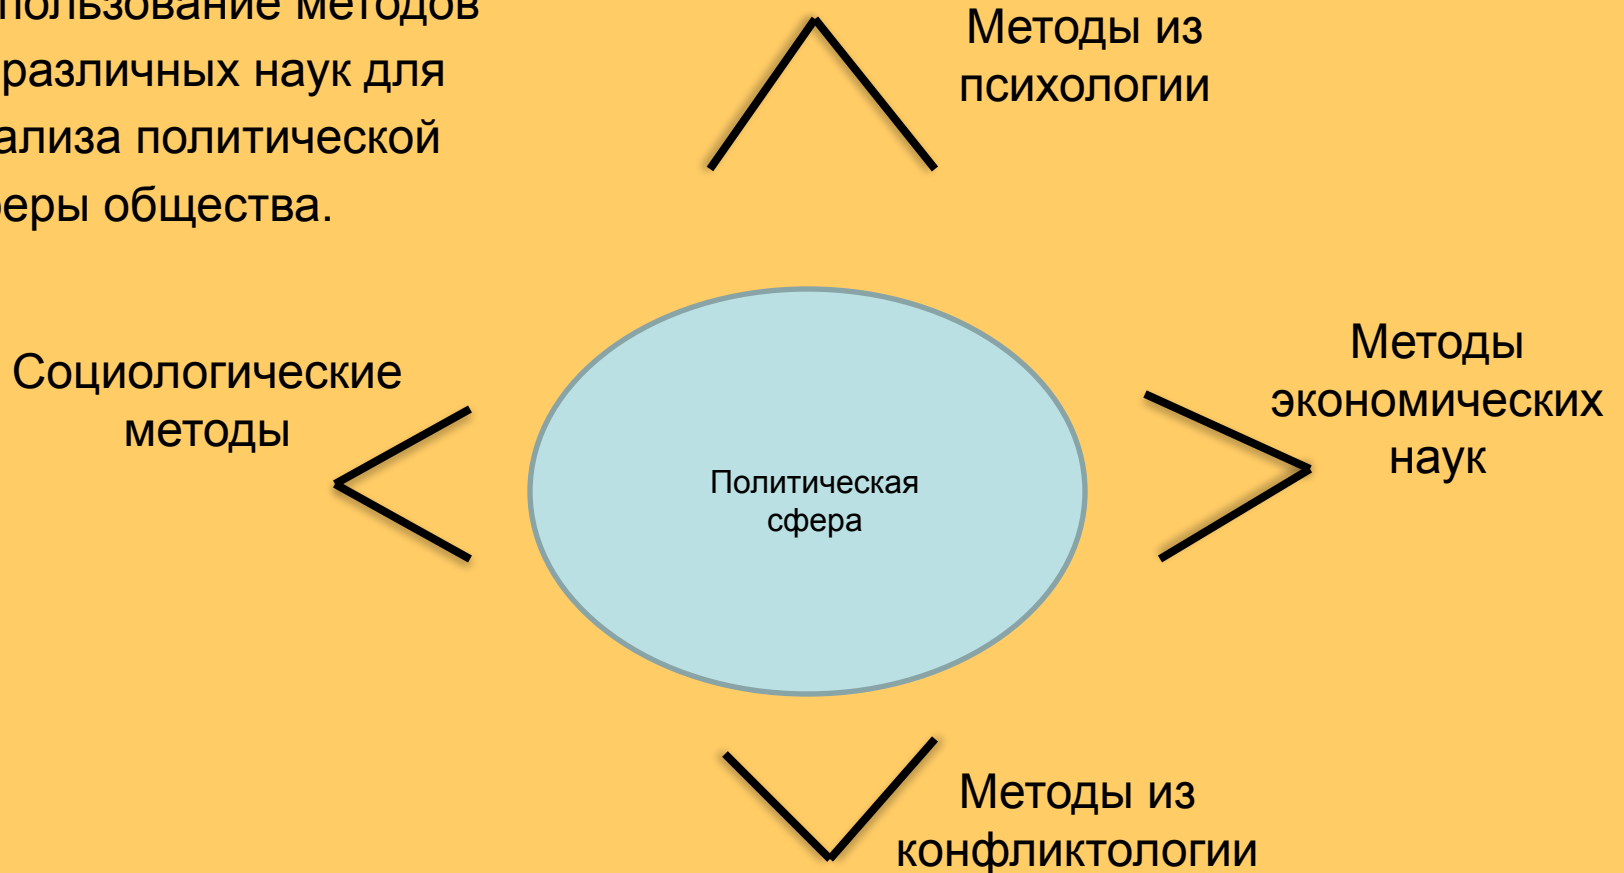 пользование методов
различных наук для
ализа политической
еры общества.
Методы из
психологии
Социологические
методы
Методы
экономических
наук
Политическая
сфера
Методы из
конфликтологии